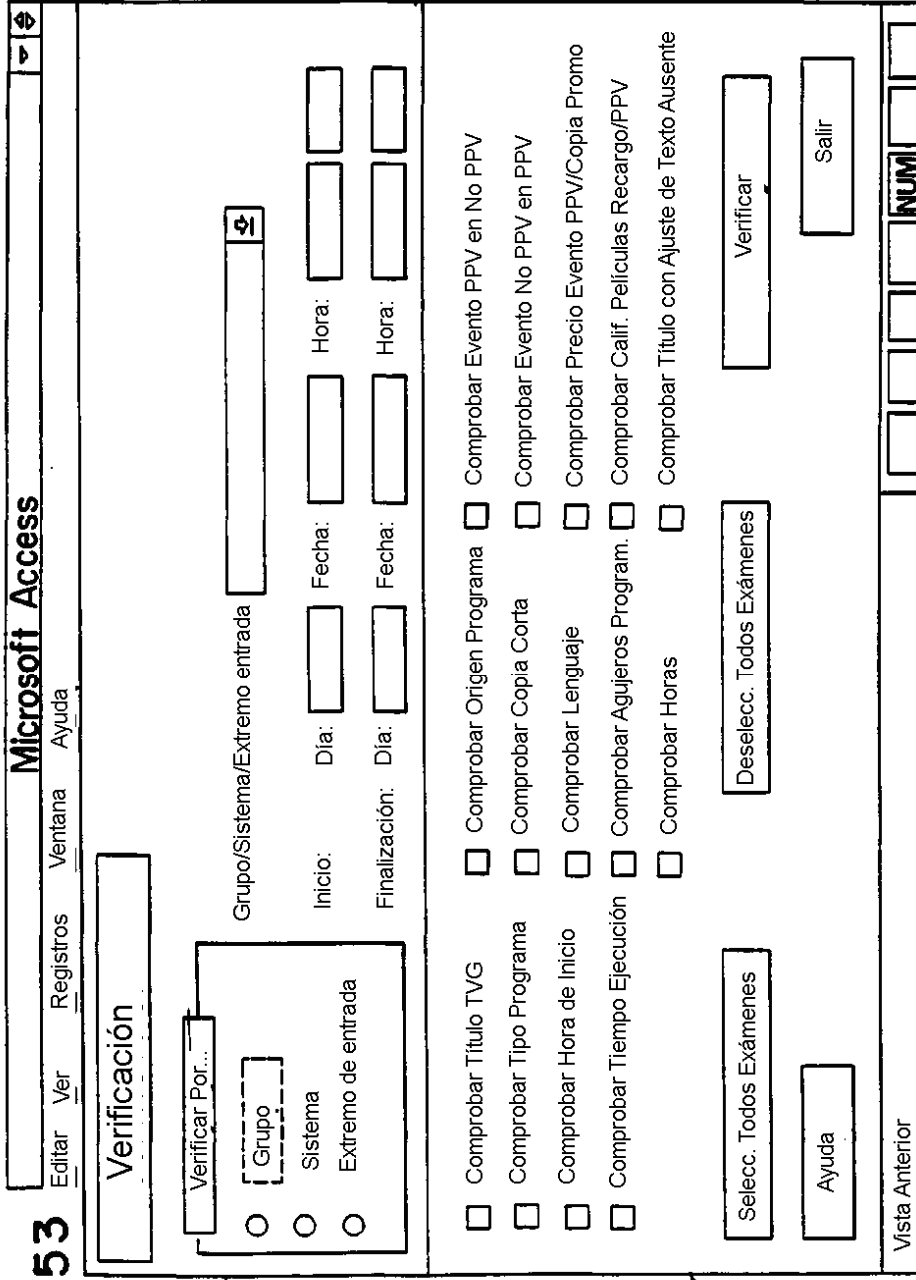 53
Microsoft Access
Editar Ver Registros Ventana Ayuda
Verificación
Verificar Por...
Grupo
Sistema
Extremo de entrada
Grupo/Sistema/Extremo entrada
Inicio: Día: Fecha: Hora:
Finalización: Día: Fecha: Hora:
Comprobar Título TVG
Comprobar Tipo Programa
Comprobar Hora de Inicio
Comprobar Tiempo Ejecución
Comprobar Origen Programa
Comprobar Copia Corta
Comprobar Lenguaje
Comprobar Agujeros Program.
Comprobar Horas
Comprobar Evento PPV en No PPV
Comprobar Evento No PPV en PPV
Comprobar Precio Evento PPV/Copia Promo
Comprobar Calif. Películas Recargo/PPV
Comprobar Título con Ajuste de Texto Ausente
Selecc. Todos Exámenes
Deselecc. Todos Exámenes
Verificar
Ayuda
Salir
Vista Anterior
NUM